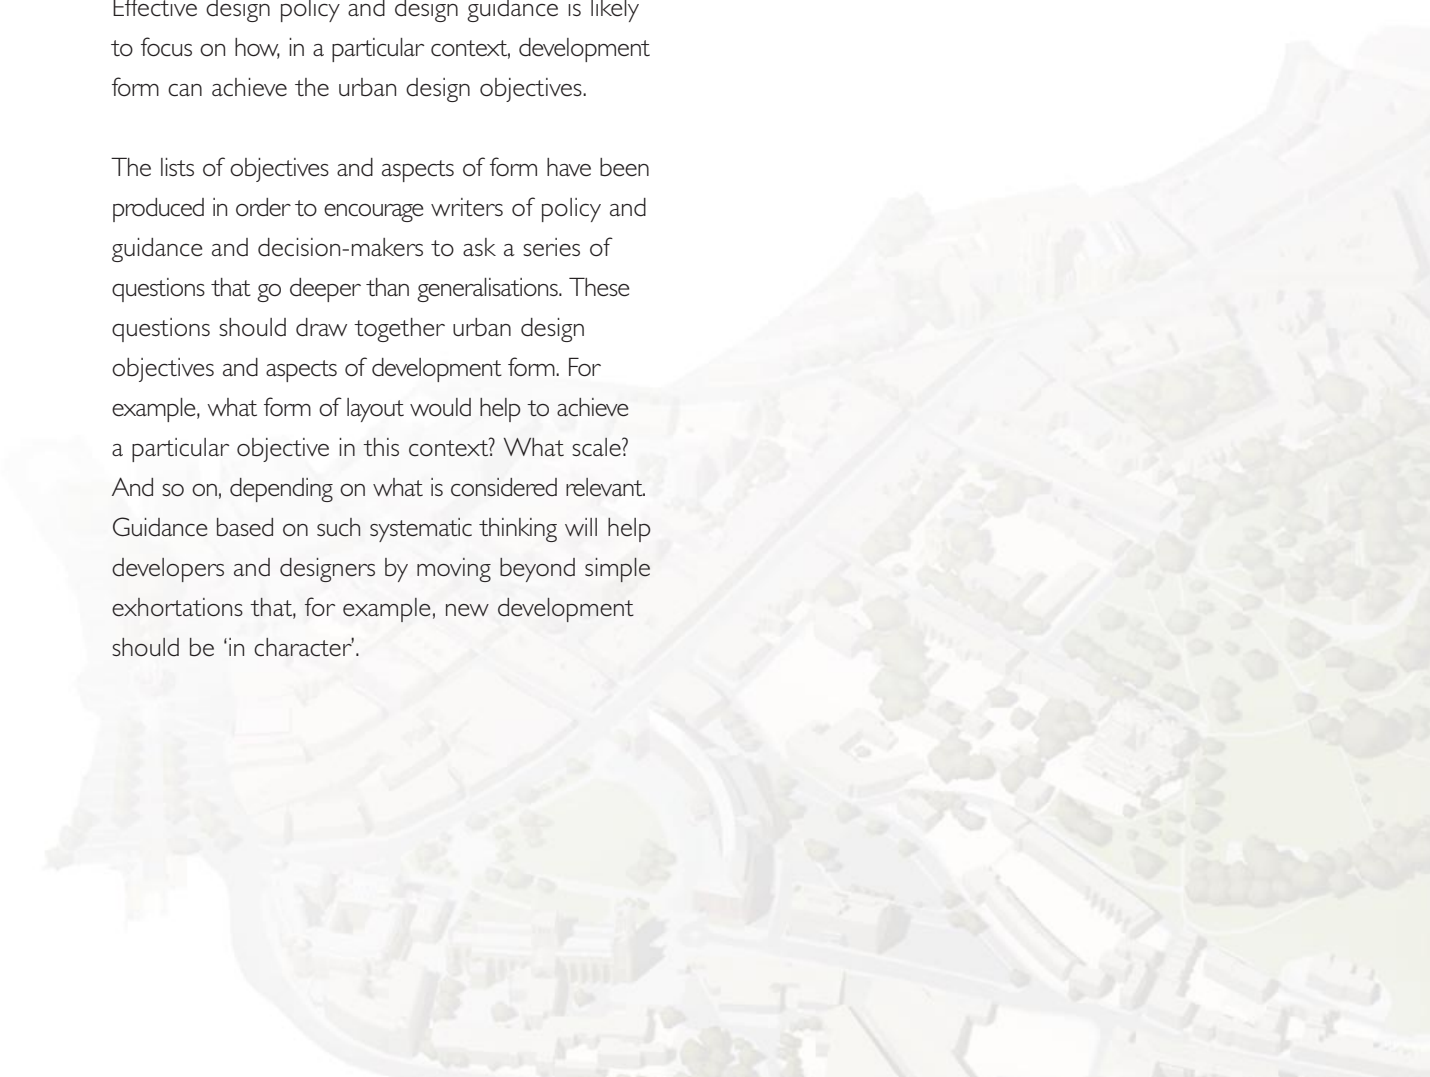 Effective design policy and design guidance is likely
to focus on how, in a particular context, development
form can achieve the urban design objectives.
The lists of objectives and aspects of form have been
produced in order to encourage writers of policy and
guidance and decision-makers to ask a series of
questions that go deeper than generalisations. These
questions should draw together urban design
objectives and aspects of development form. For
example, what form of layout would help to achieve
a particular objective in this context? What scale?
And so on, depending on what is considered relevant.
Guidance based on such systematic thinking will help
developers and designers by moving beyond simple
exhortations that, for example, new development
should be ‘in character’.